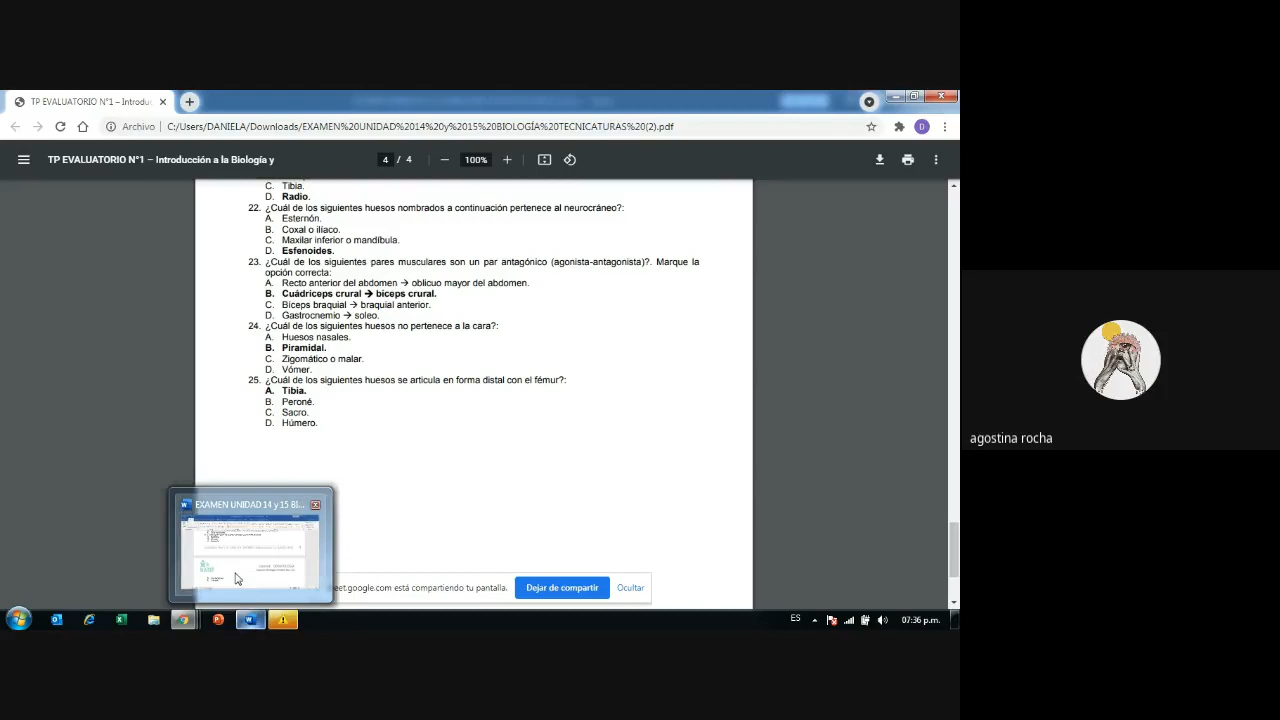 TP EVALUATORIO N°1 – Introduc
Archivo C:/Users/DANIELA/Downloads/EXAMEN%20UNIDAD%2014%20y%2015%20BIOLOGÍA%20TECNICATURAS%20(2).pdf
D
TP EVALUATORIO N°1 – Introducción a la Biología y
4 / 4
100%
C. Tibia.
D. Radio.
22. ¿Cuál de los siguientes huesos nombrados a continuación pertenece al neurocráneo?:
A. Esternón.
B. Coxal o ilíaco.
C. Maxilar inferior o mandíbula.
D. Esfenoides.
23. ¿Cuál de los siguientes pares musculares son un par antagónico (agonista-antagonista)?. Marque la
opción correcta:
A. Recto anterior del abdomen → oblicuo mayor del abdomen.
B. Cuádriceps crural → bíceps crural.
C. Bíceps braquial → braquial anterior.
D. Gastrocnemio → soleo.
24. ¿Cuál de los siguientes huesos no pertenece a la cara?:
A. Huesos nasales.
B. Piramidal.
C. Zigomático o malar.
D. Vómer.
25. ¿Cuál de los siguientes huesos se articula en forma distal con el fémur?:
A. Tibia.
B. Peroné.
C. Sacro.
D. Húmero.
agostina rocha
EXAMEN UNIDAD 14 y 15 BI...
eet.google.com está compartiendo tu pantalla.
Dejar de compartir
Ocultar
ES
07:36 p.m.